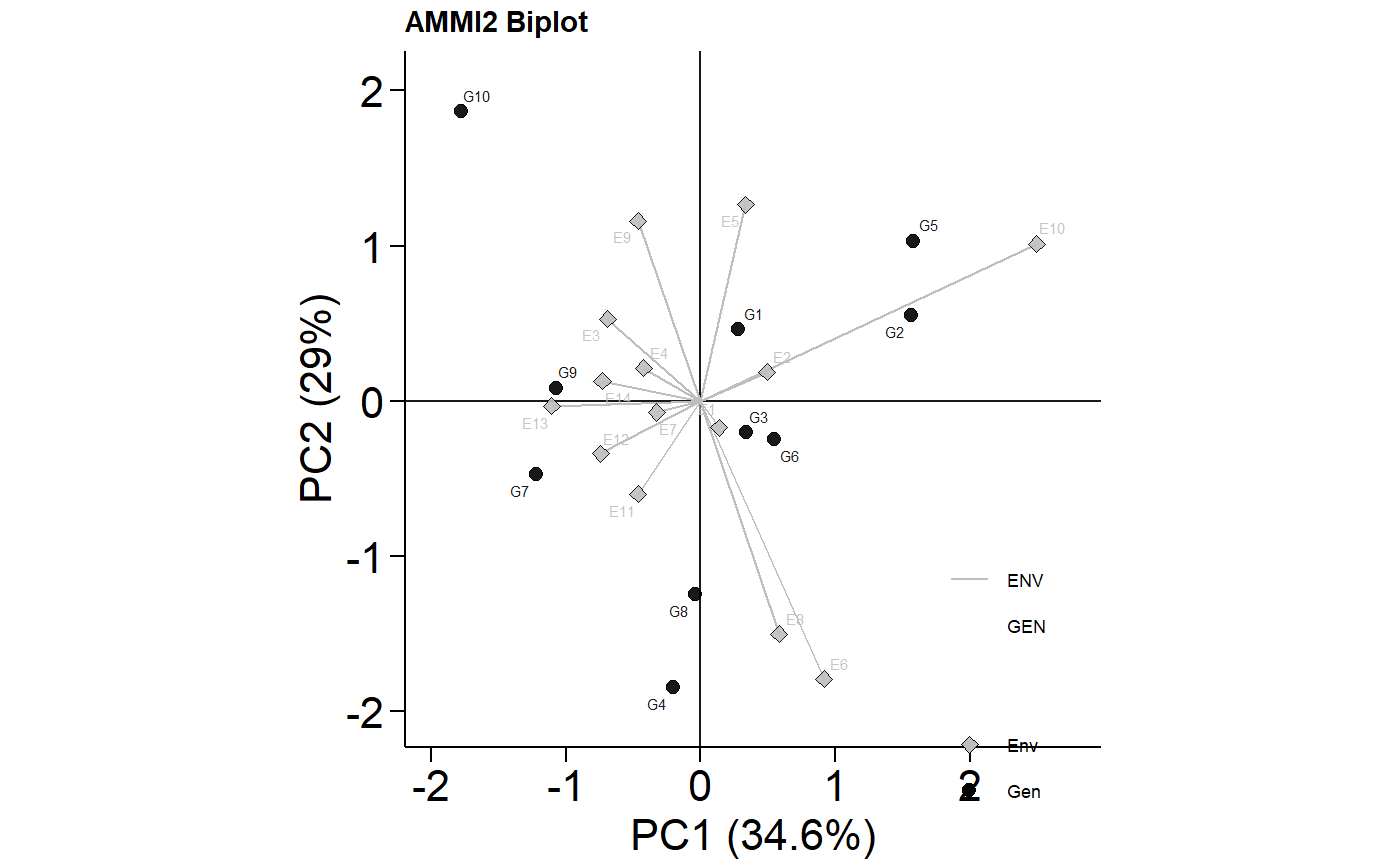 AMMI2 Biplot
2
G10
E5
E9
G5
E10
1
G1
G2
E3
E4
E2
G9
0
E14
E1
E13
G3
E7
E12
G6
G7
E11
PC2 (29%)
-1
ENV
G8
E8
GEN
E6
G4
-2
Env
-2
-1
0
1
2
Gen
PC1 (34.6%)